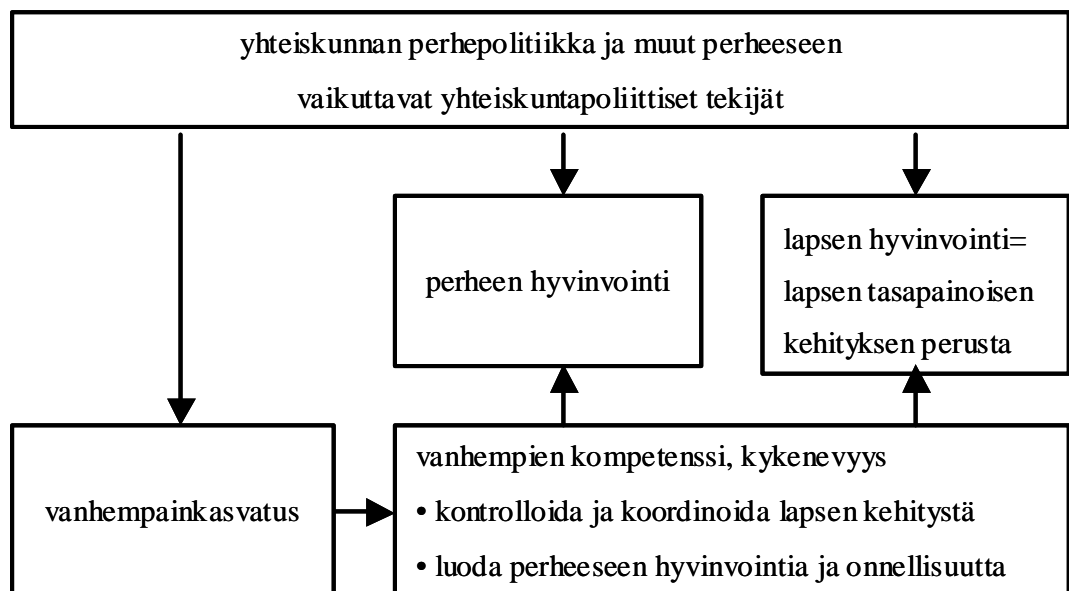 yhteiskunnan perhepolitiikka ja muut perheeseen
vaikuttavat yhteiskuntapoliittiset tekijät
perheen hyvinvointi
lapsen hyvinvointi=
lapsen tasapainoisen
kehityksen perusta
vanhempainkasvatus
vanhempien kompetenssi, kykenevyys
• kontrolloida ja koordinoida lapsen kehitystä
• luoda perheeseen hyvinvointia ja onnellisuutta